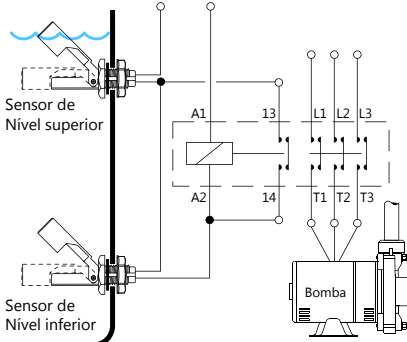 Sensor de
Nível superior
A1
13
L1
L2
L3
A2
14
T1
T2
T3
Sensor de
Nível inferior
Bomba